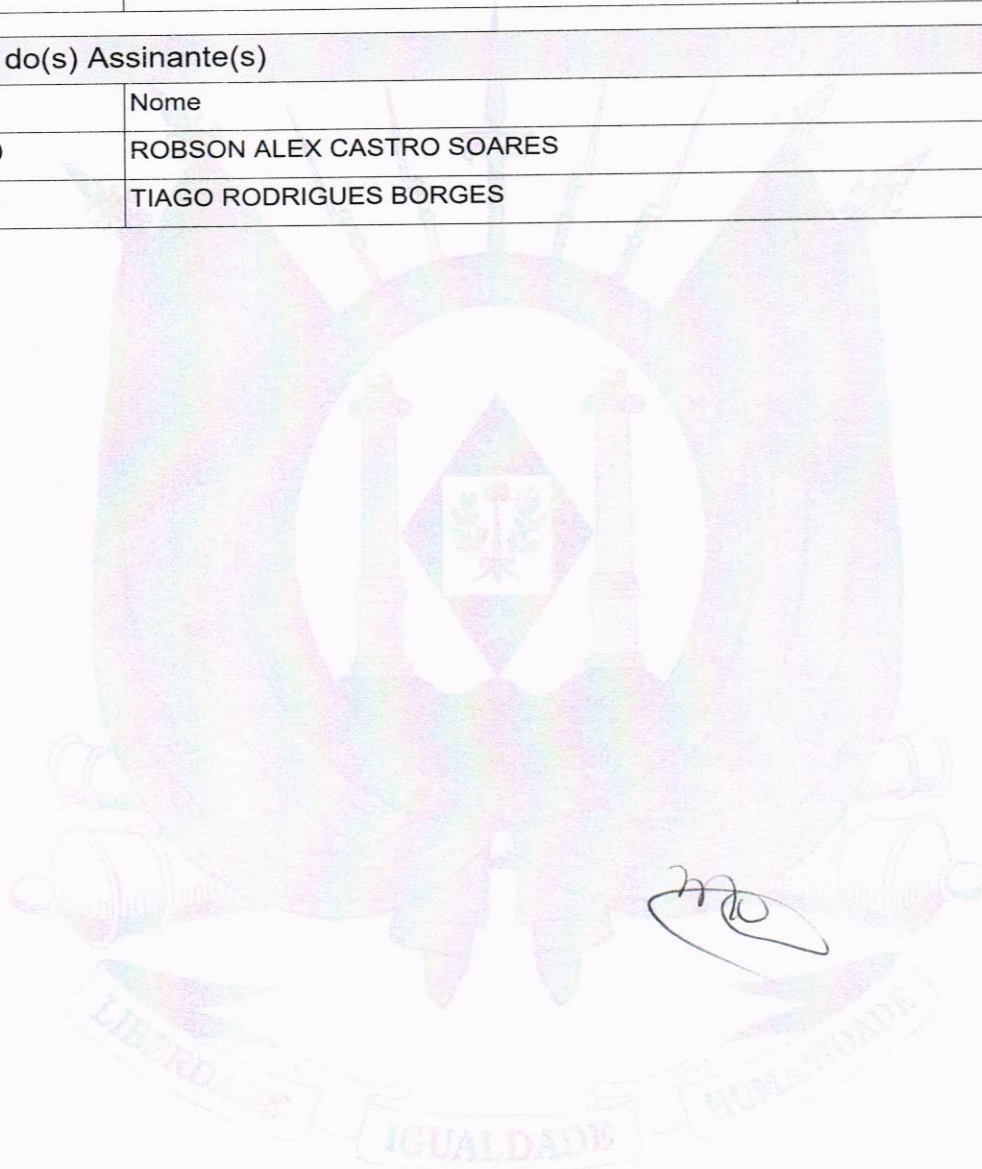 do(s) Assinante(s)
Nome
)
ROBSON ALEX CASTRO SOARES
TIAGO RODRIGUES BORGES
LIBERDADE
IGUALDADE
HUMANIDADE